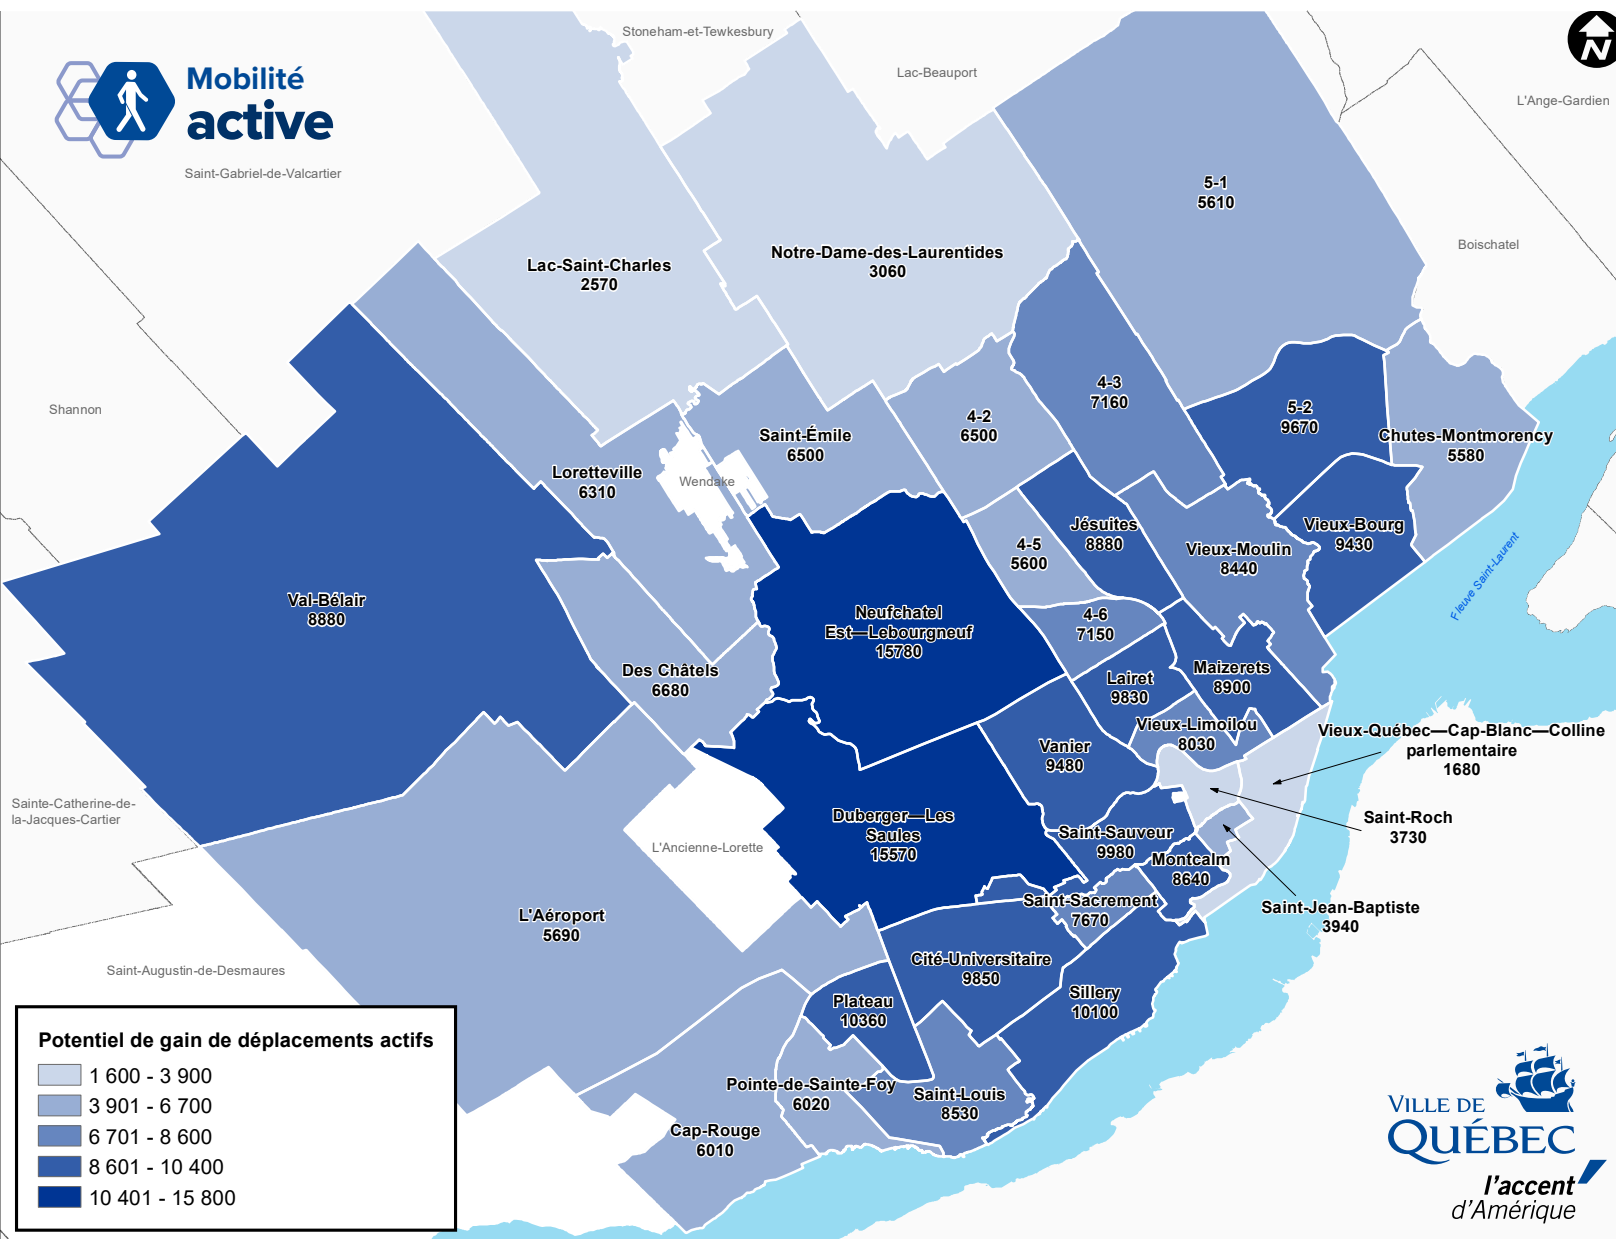 Stoneham-et-Tewkesbury
Lac-Beauport
N
L'Ange-Gardien
Mobilité
active
Saint-Gabriel-de-Valcartier
5-1
5610
Boischatel
Notre-Dame-des-Laurentides
3060
Lac-Saint-Charles
2570
Shannon
4-3
7160
4-2
6500
5-2
9670
Chutes-Montmorency
5580
Saint-Émile
6500
Loretteville
6310
Wendake
Jésuites
8880
Vieux-Bourg
9430
4-5
5600
Vieux-Moulin
8440
Fleuve Saint-Laurent
Val-Bélair
8880
Neufchatel
Est—Lebourgneuf
15780
4-6
7150
Des Châtels
6680
Lairet
9830
Maizerets
8900
Vieux-Limoilou
8030
Vieux-Québec—Cap-Blanc—Colline
parlementaire
1680
Vanier
9480
Sainte-Catherine-de-
la-Jacques-Cartier
Duberger—Les
Saules
15570
Saint-Roch
3730
Saint-Sauveur
9980
L'Ancienne-Lorette
Montcalm
8640
Saint-Sacrement
7670
Saint-Jean-Baptiste
3940
L'Aéroport
5690
Saint-Augustin-de-Desmaures
Cité-Universitaire
9850
Plateau
10360
Sillery
10100
Pointe-de-Sainte-Foy
6020
Saint-Louis
8530
Cap-Rouge
6010
Potentiel de gain de déplacements actifs
1 600 - 3 900
3 901 - 6 700
6 701 - 8 600
8 601 - 10 400
10 401 - 15 800
VILLE DE
QUÉBEC
l'accent
d'Amérique